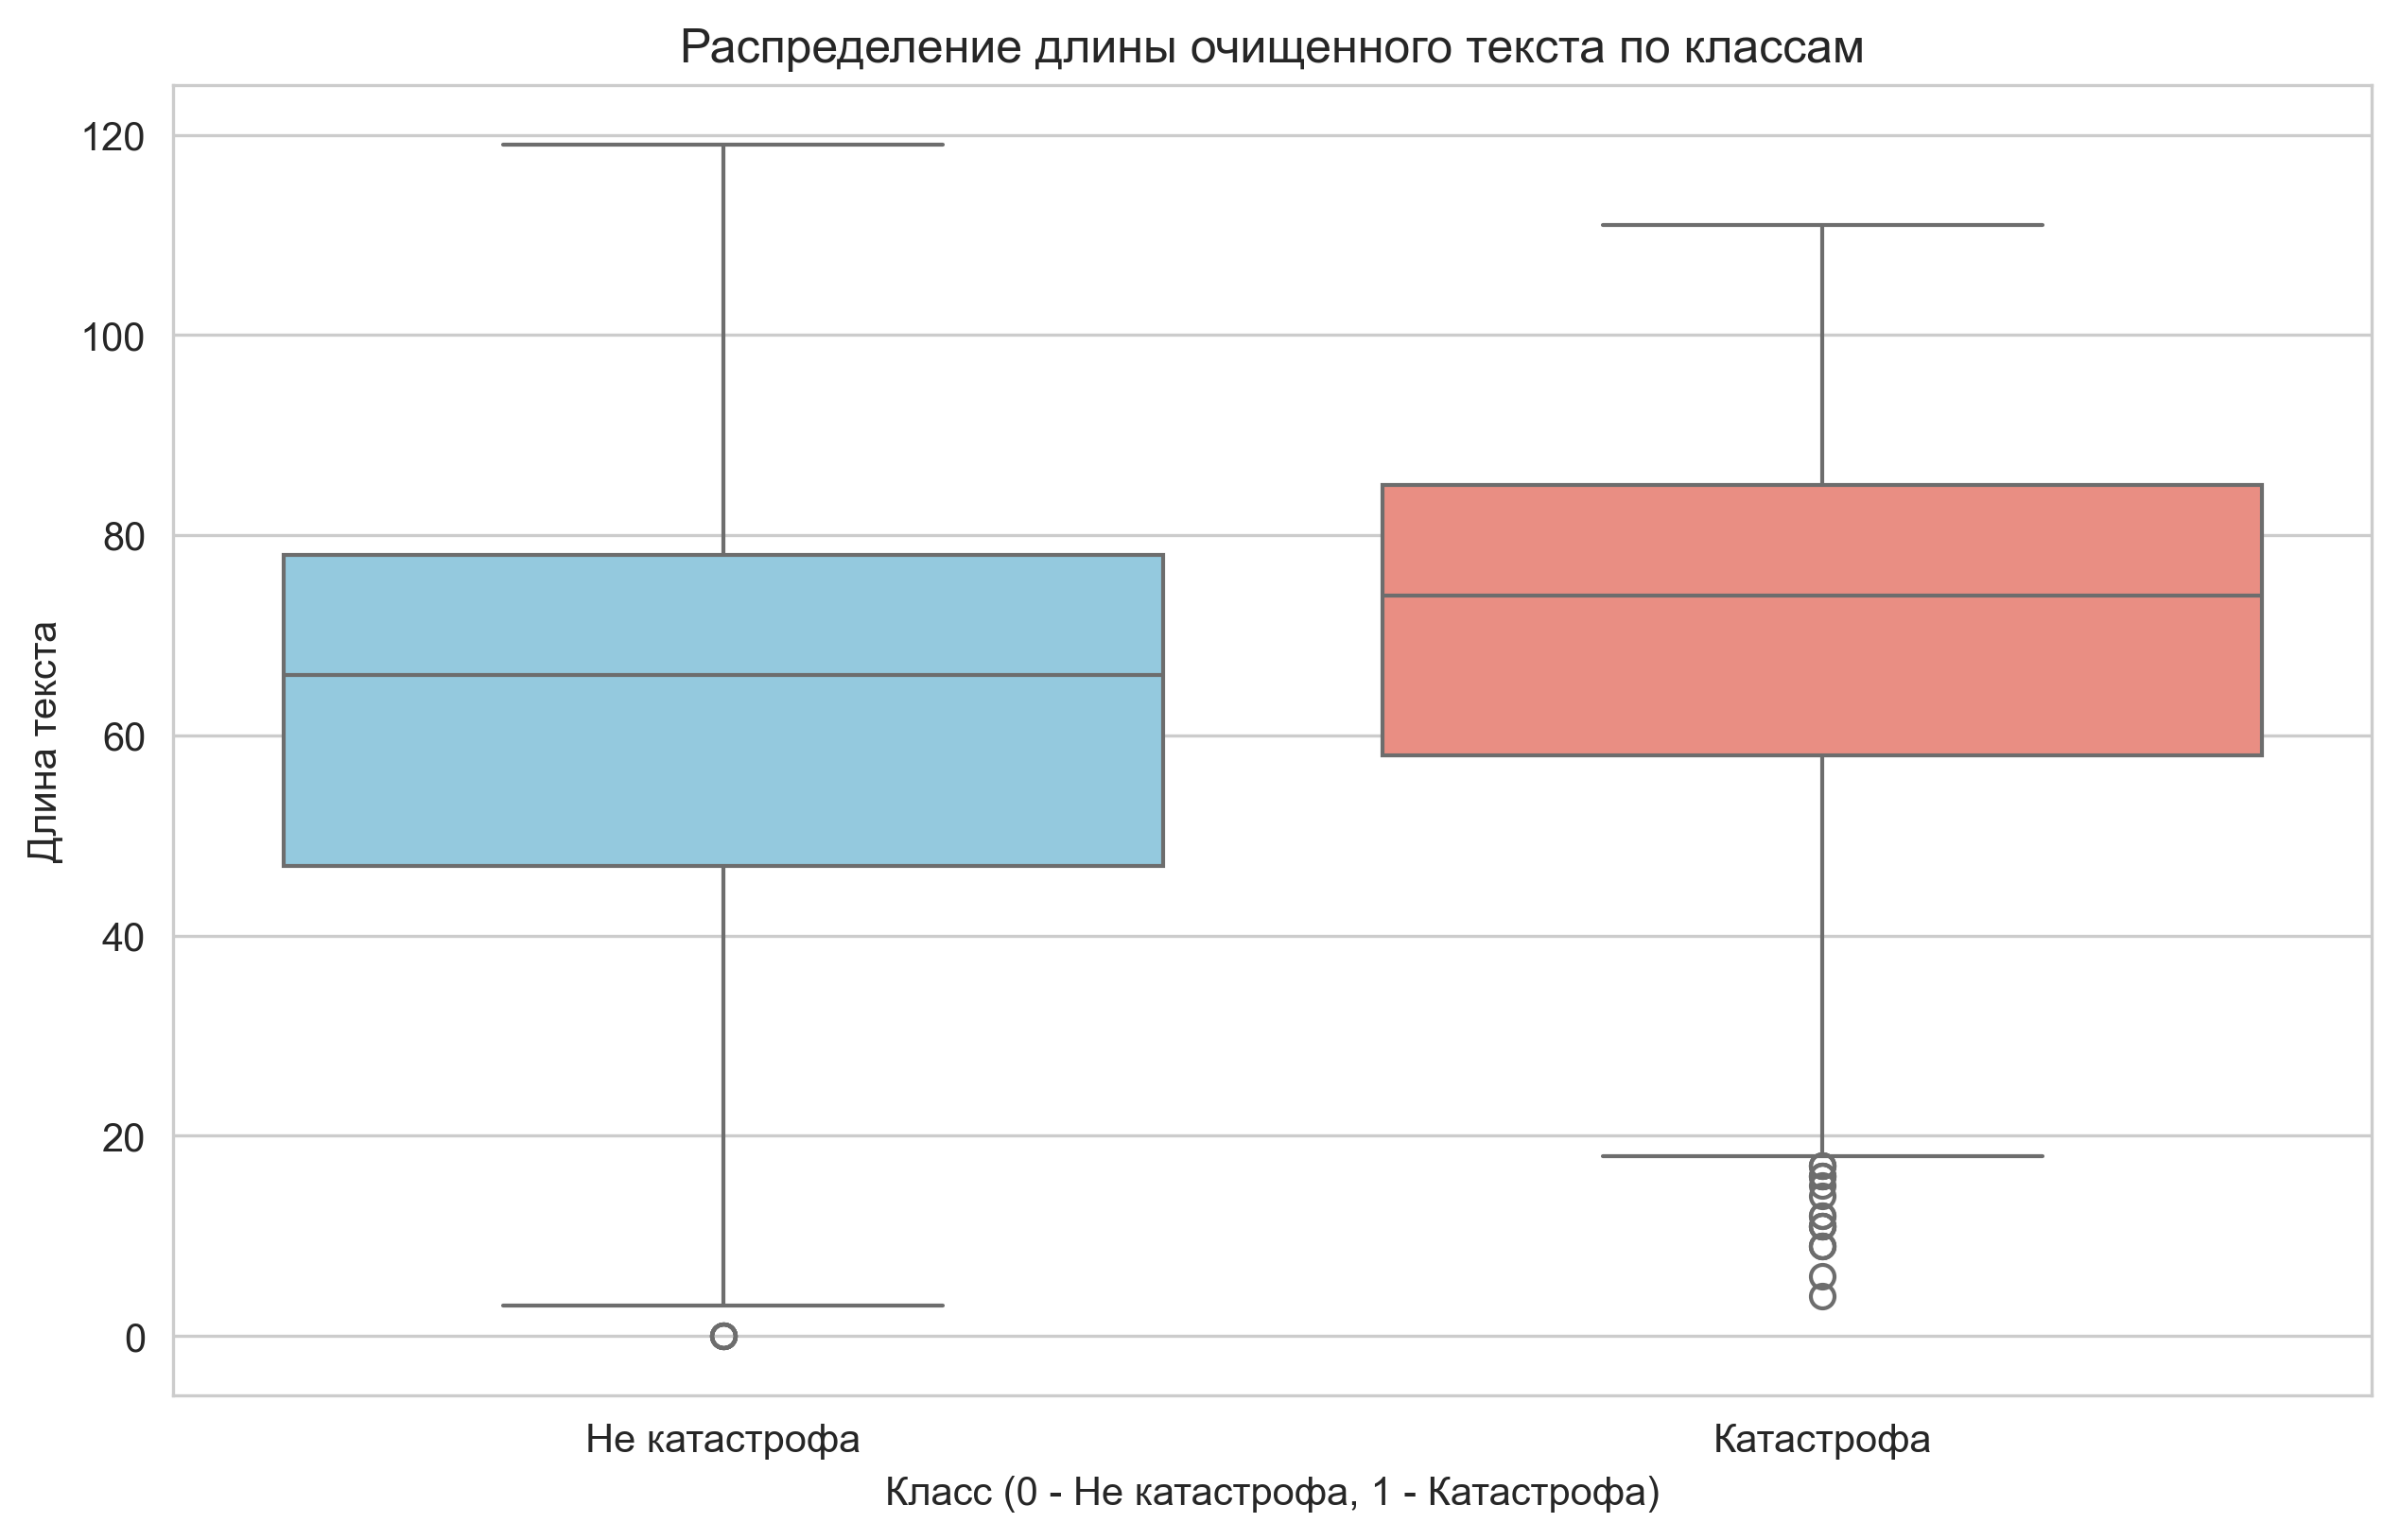 Распределение длины очищенного текста по классам
Длина текста
120
100
80
60
40
20
0
Не катастрофа
Катастрофа
Класс (0 - Не катастрофа, 1 - Катастрофа)